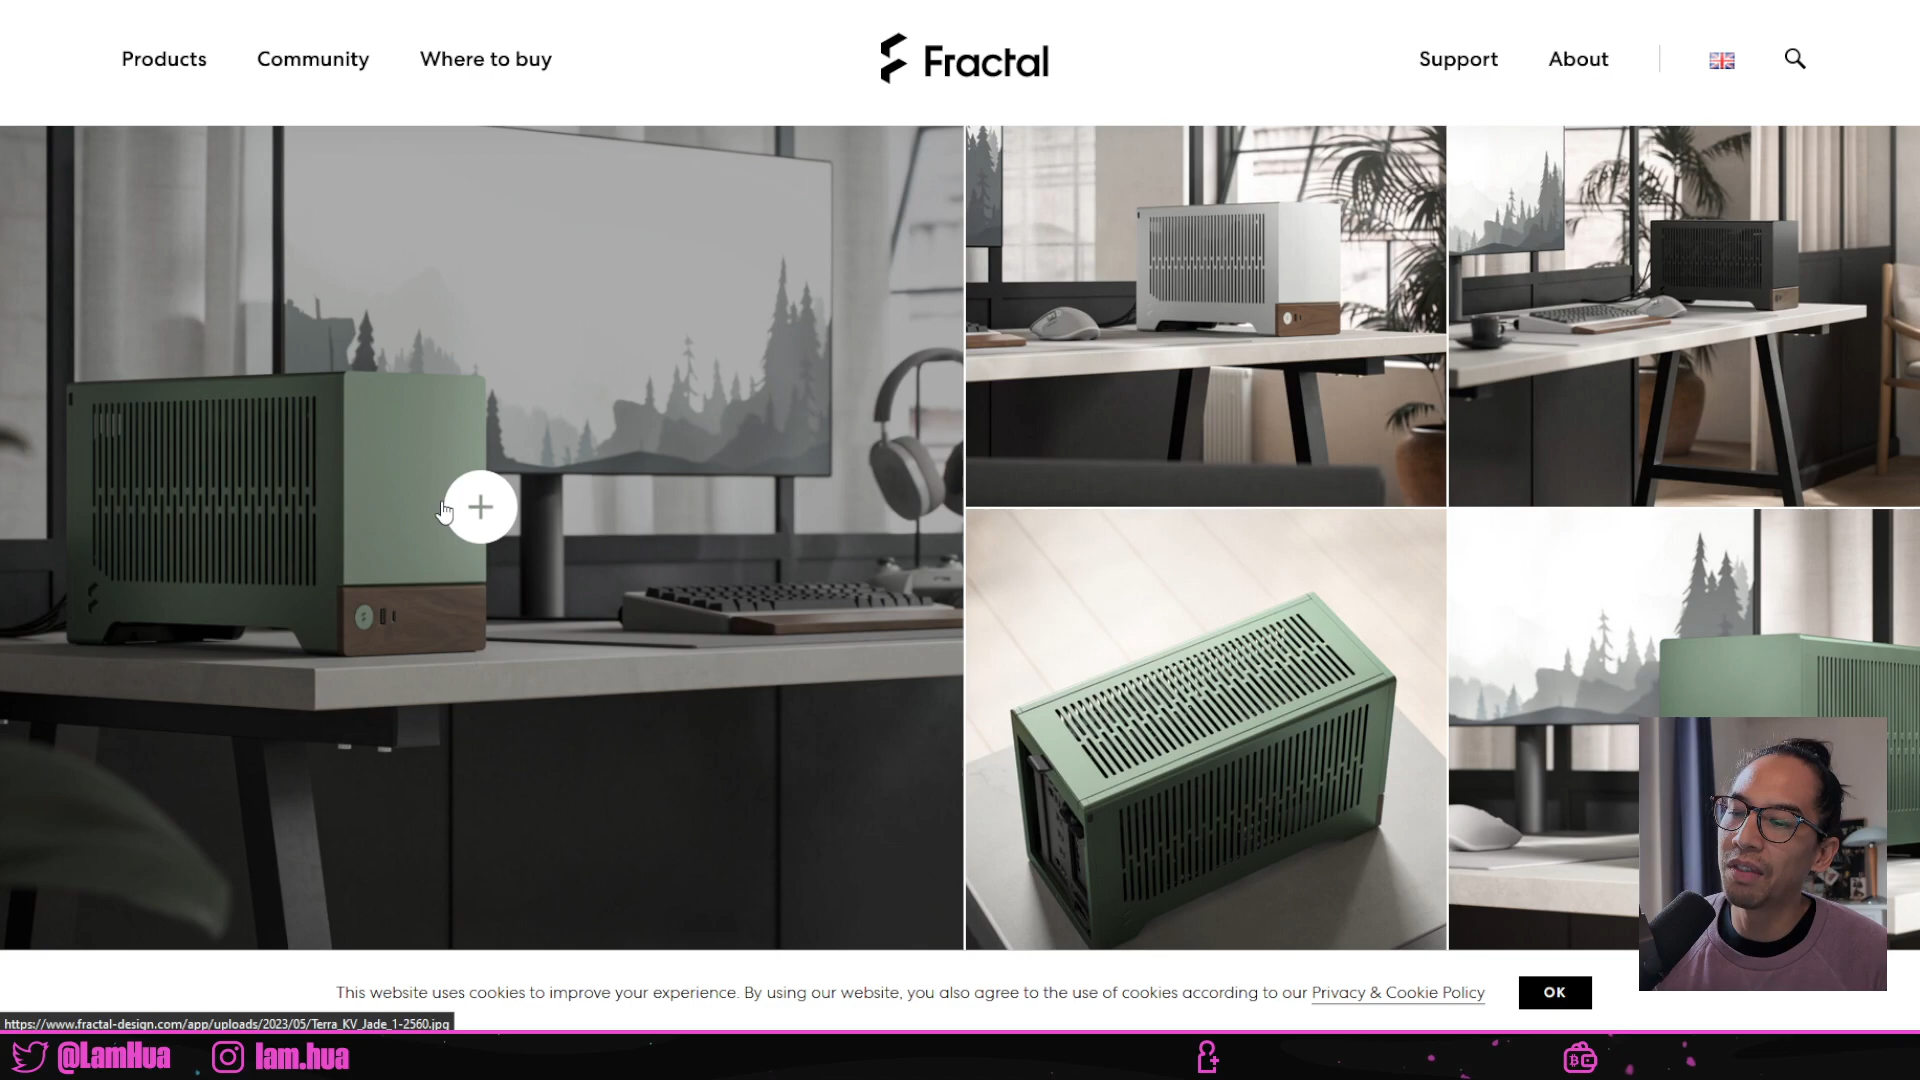 Products
Community
Where to buy
Fractal
Support
About
This website uses cookies to improve your experience. By using our website, you also agree to the use of cookies according to our Privacy & Cookie Policy
OK
https://www.fractal-design.com/app/uploads/2023/05/Terra_KV_Jade_1-2560.jpg
@LamHua
lam.hua